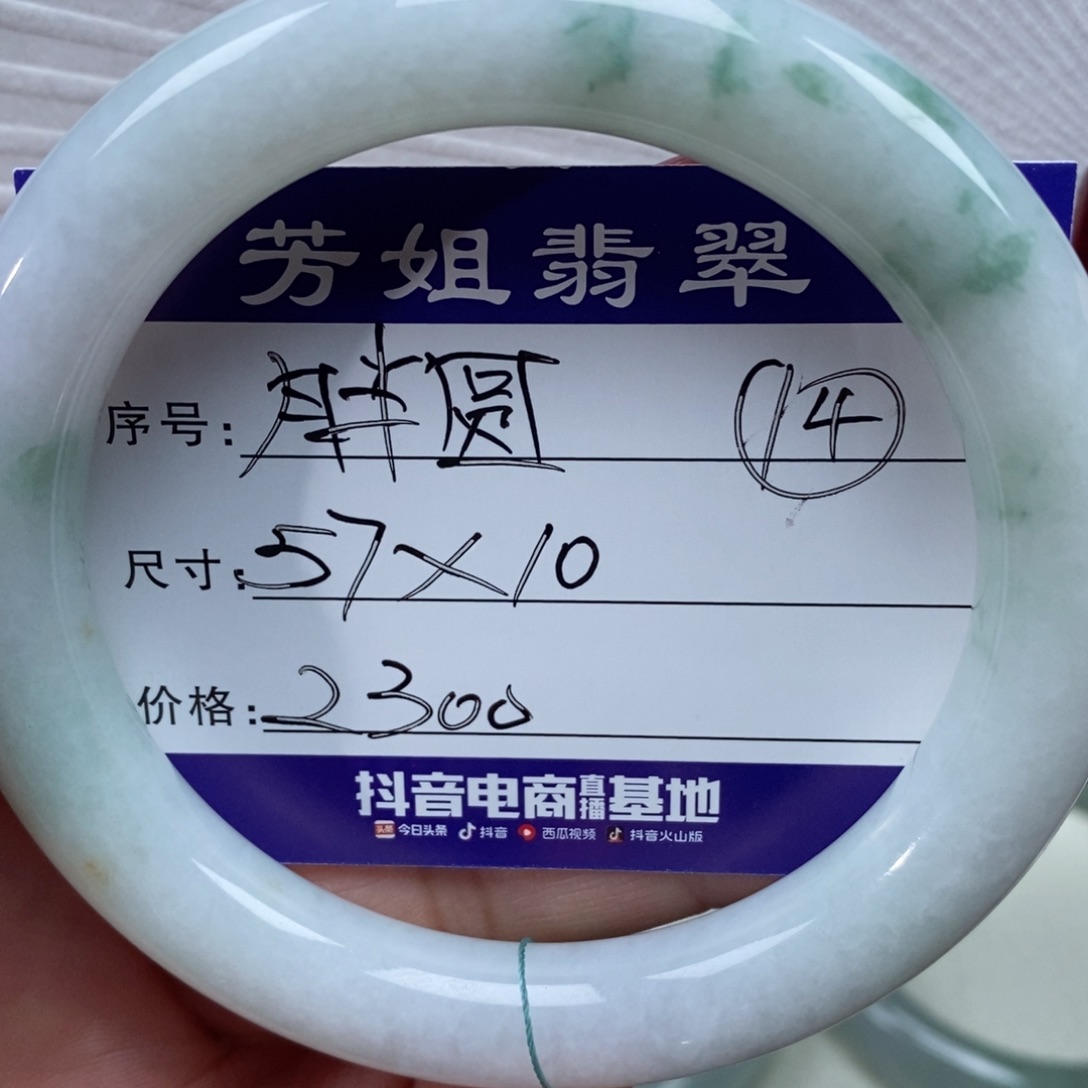 芳姐翡翠
序号: 胖圆 ⑭
尺寸: 57×10
价格: 2300
抖音电商直播基地
头条 今日头条 抖音 西瓜视频 抖音火山版